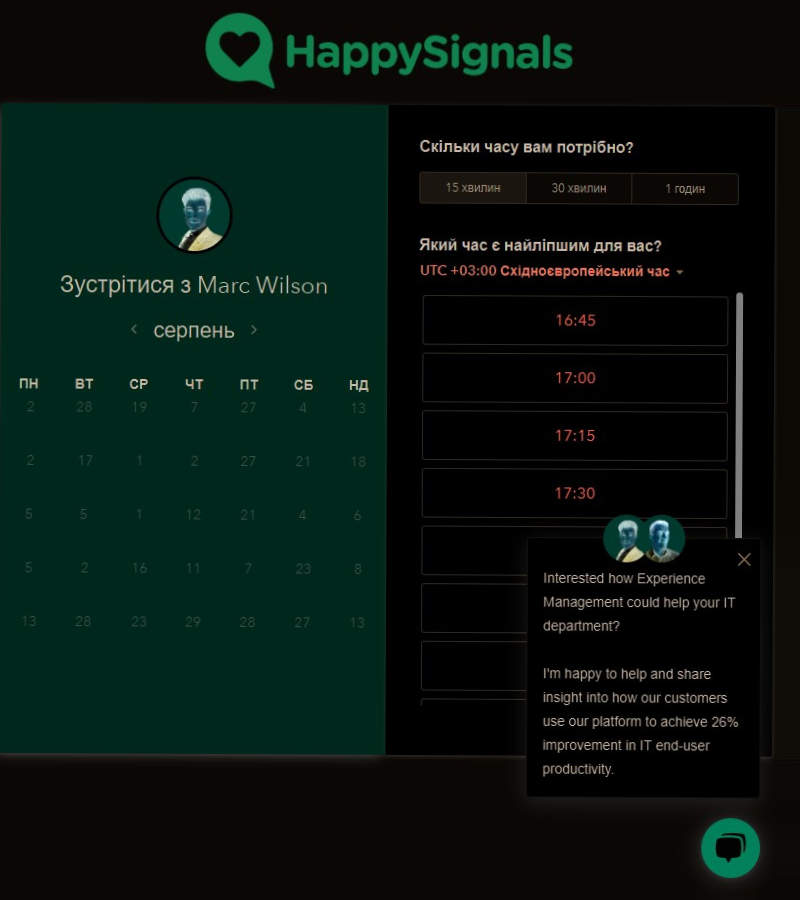 HappySignals
Зустрітися з Marc Wilson
серпень
ПН ВТ СР ЧТ ПТ СБ НД
2 28 19 7 27 4 13
2 17 1 2 27 21 18
5 5 1 12 21 4 6
5 2 16 11 7 23 8
13 28 23 29 28 27 13
Скільки часу вам потрібно?
15 хвилин 30 хвилин 1 годин
Який час є найліпшим для вас?
UTC +03:00 Східноєвропейський час
16:45
17:00
17:15
17:30
Interested how Experience
Management could help your IT
department?
I'm happy to help and share
insight into how our customers
use our platform to achieve 26%
improvement in IT end-user
productivity.